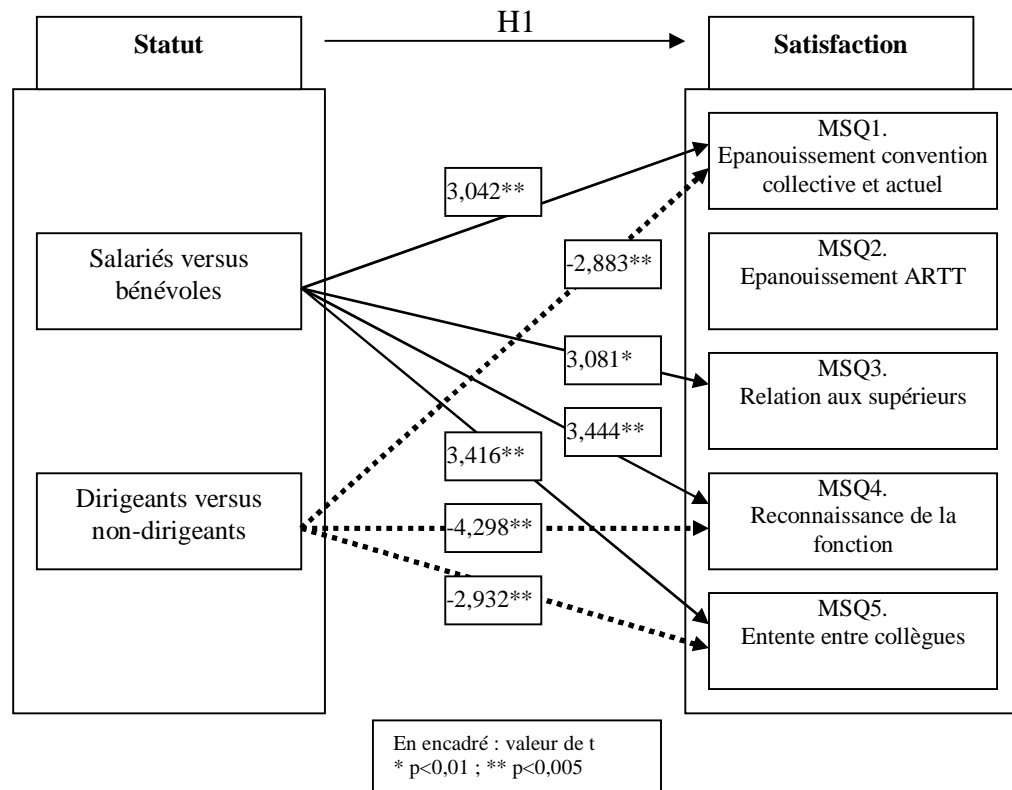 H1
Statut
Satisfaction
Salariés versus
bénévoles
Dirigeants versus
non-dirigeants
3,042**
-2,883**
3,081*
3,444**
3,416**
-4,298**
-2,932**
MSQ1.
Epanouissement convention
collective et actuel
MSQ2.
Epanouissement ARTT
MSQ3.
Relation aux supérieurs
MSQ4.
Reconnaissance de la
fonction
MSQ5.
Entente entre collègues
En encadré : valeur de t
* p<0,01 ; ** p<0,005